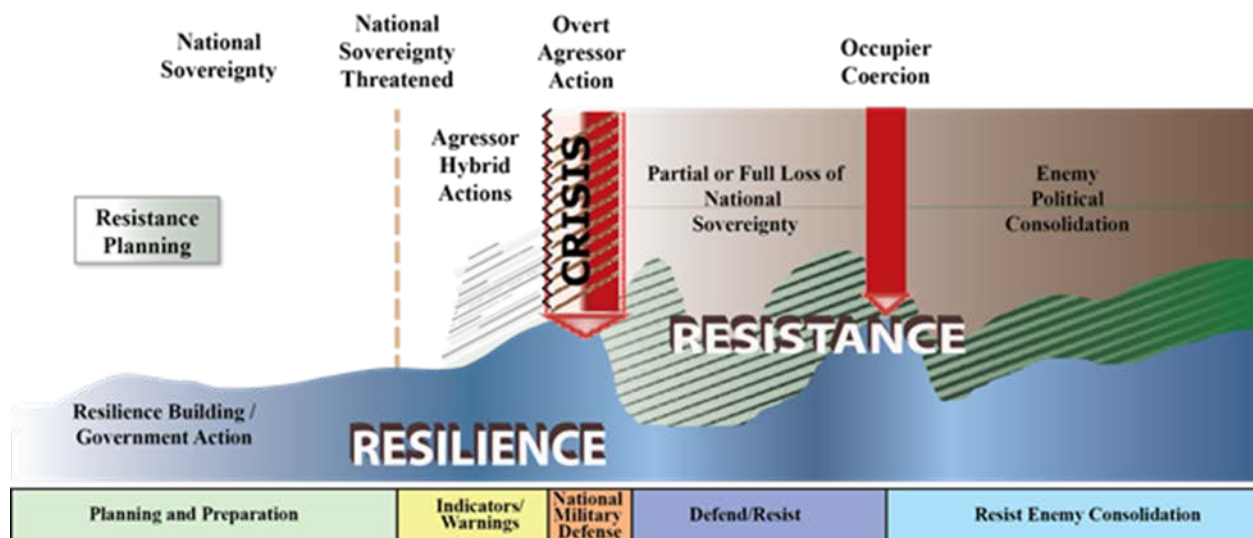 National
Sovereignty
National
Sovereignty
Threatened
Overt
Agressor
Action
Occupier
Coercion
Agressor
Hybrid
Actions
CRISIS
Partial or Full Loss of
National
Sovereignty
Enemy
Political
Consolidation
Resistance
Planning
RESISTANCE
Resilience Building /
Government Action
RESILIENCE
Planning and Preparation
Indicators/
Warnings
National
Military
Defense
Defend/Resist
Resist Enemy Consolidation